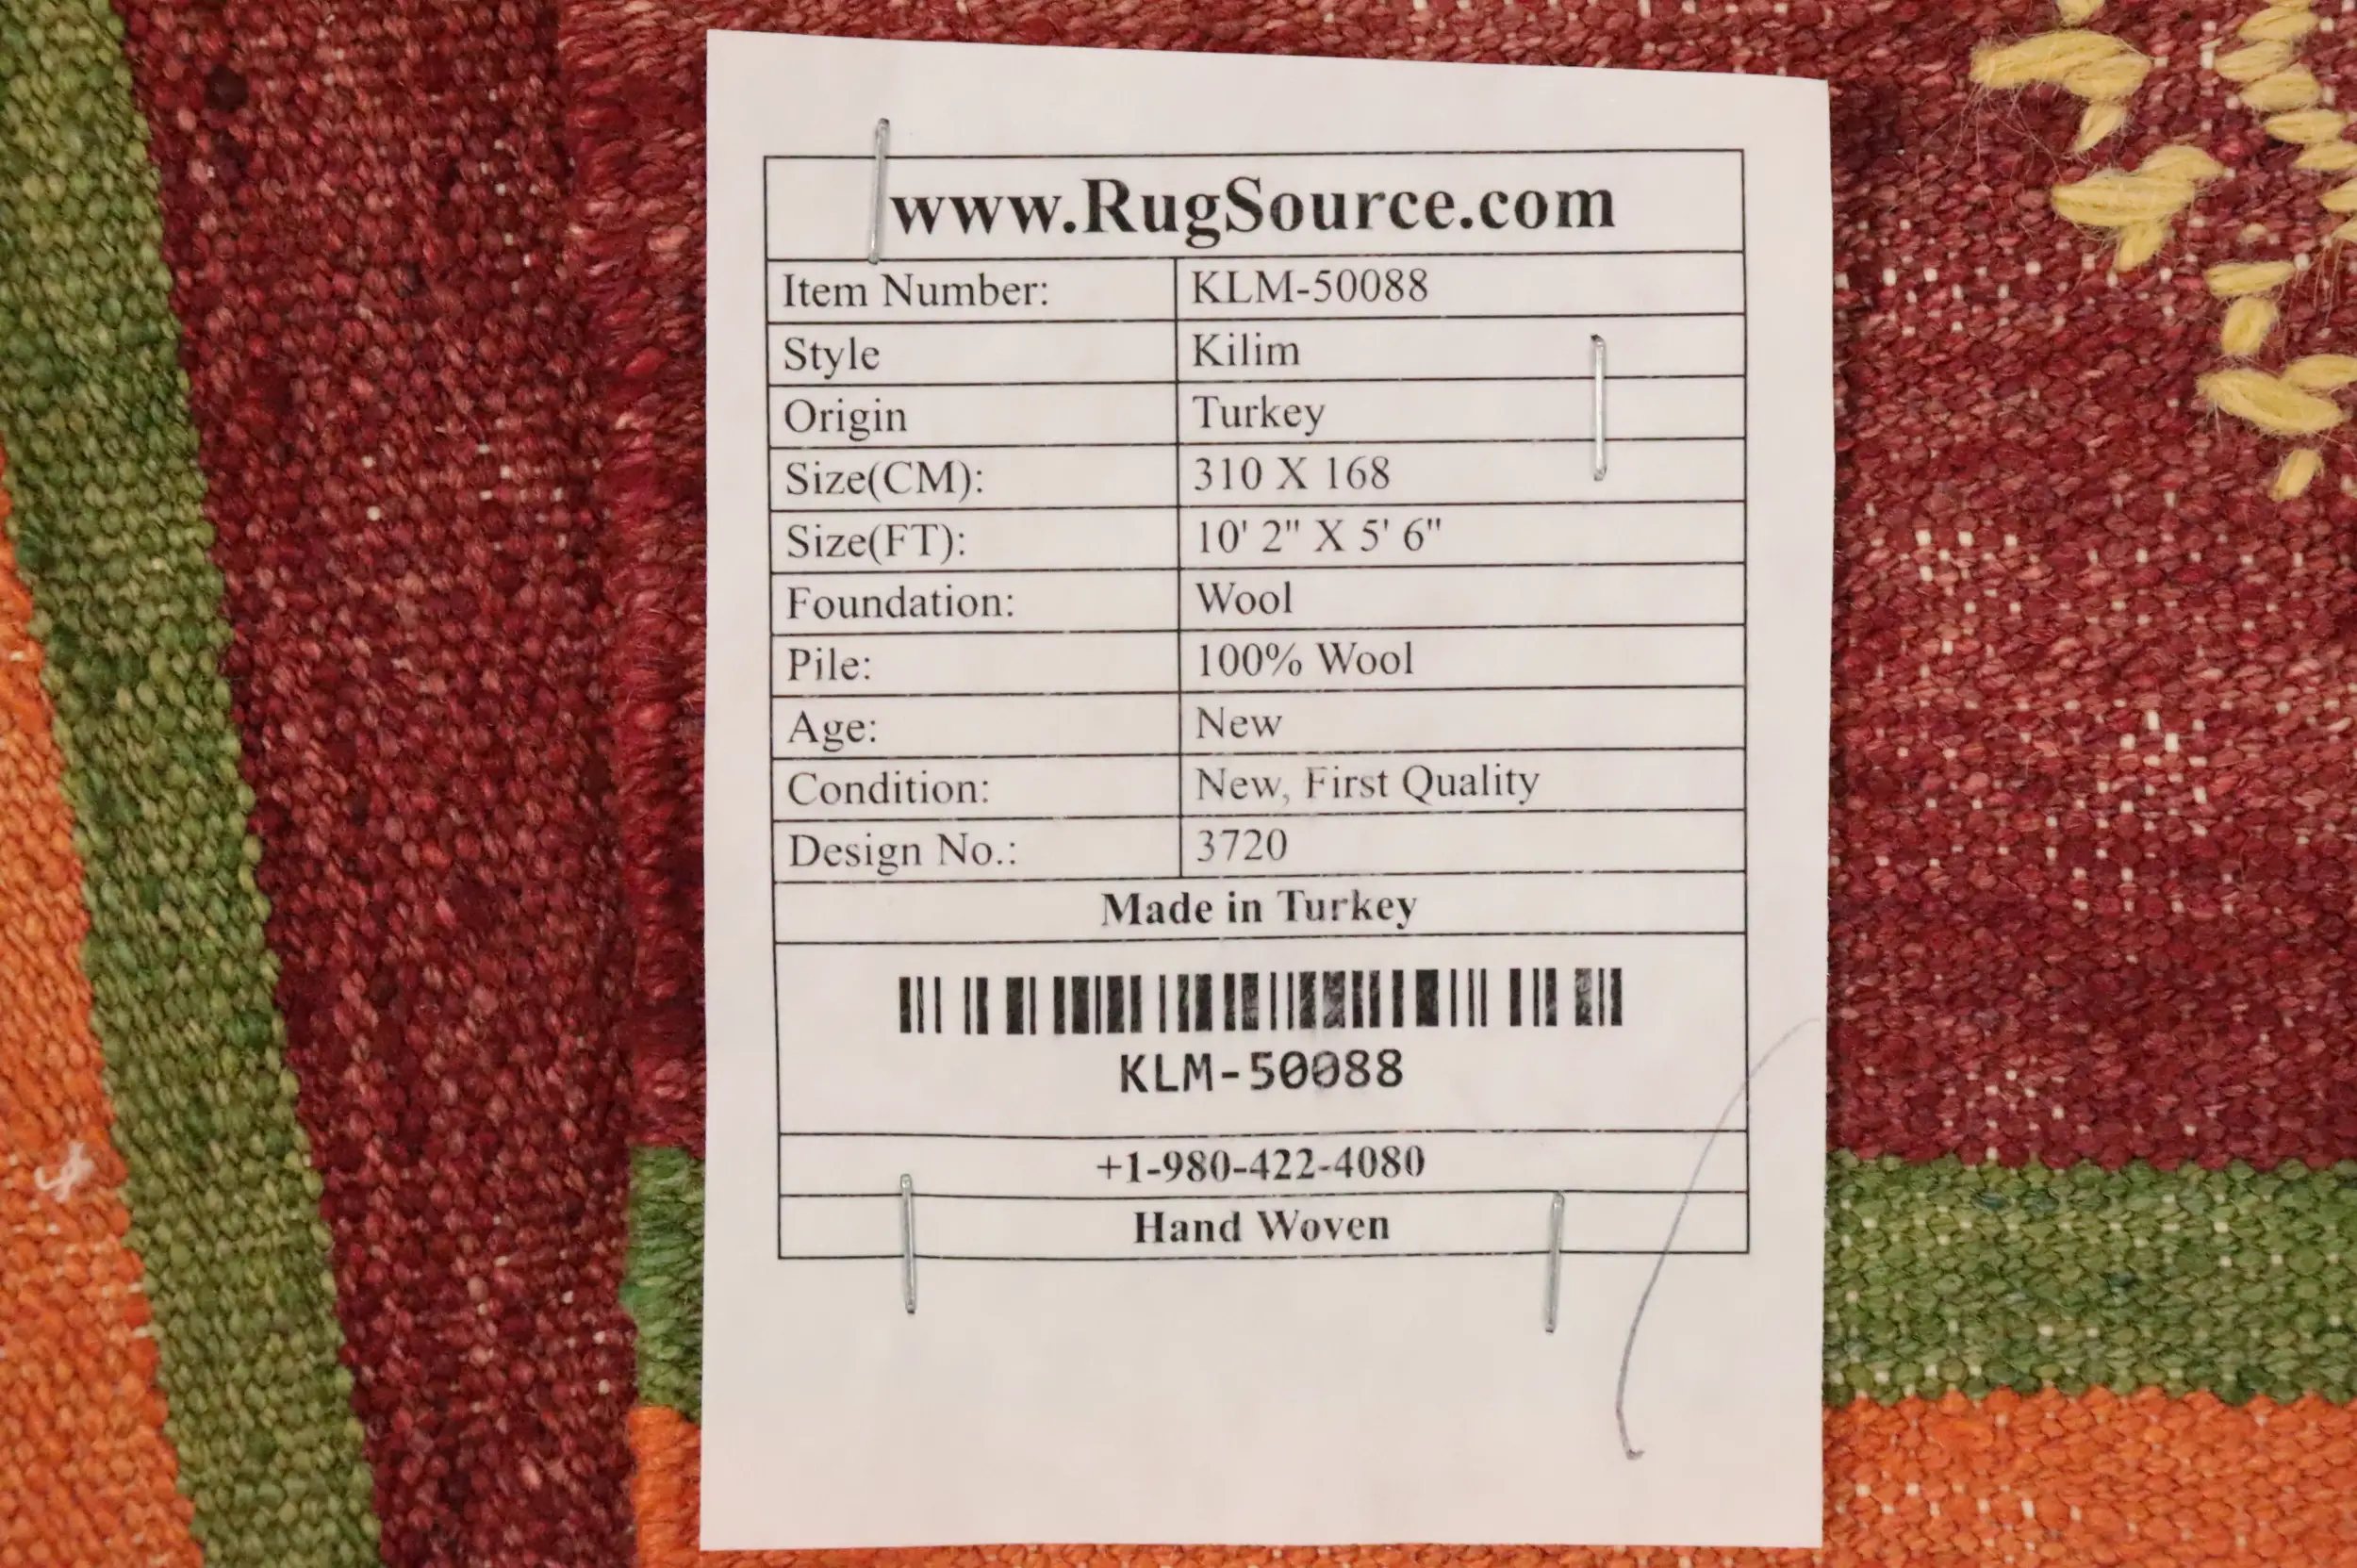 www.RugSource.com
Item Number: KLM-50088
Style Kilim
Origin Turkey
Size(CM): 310 X 168
Size(FT): 10' 2" X 5' 6"
Foundation: Wool
Pile: 100% Wool
Age: New
Condition: New, First Quality
Design No.: 3720
Made in Turkey
KLM-50088
+1-980-422-4080
Hand Woven